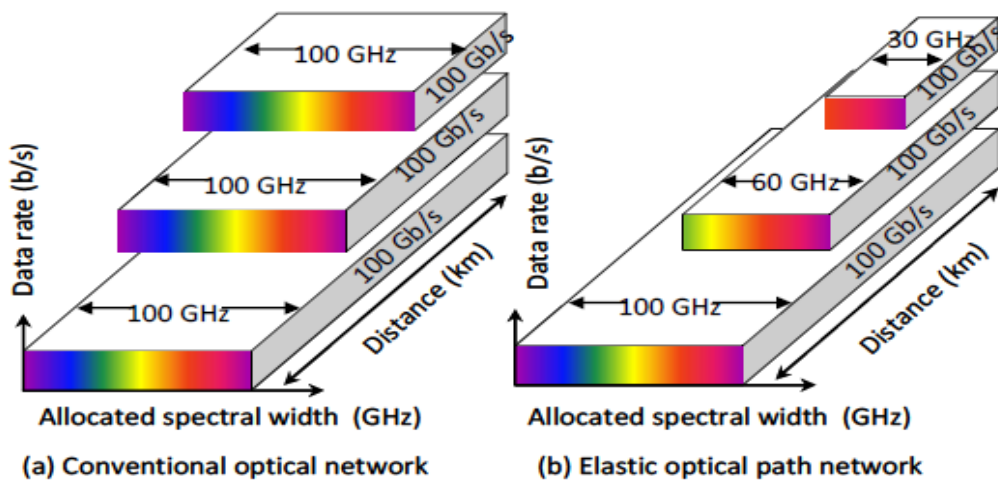 100 GHz
100 Gb/s
100 GHz
100 Gb/s
100 GHz
100 Gb/s
Data rate (b/s)
Distance (km)
Allocated spectral width (GHz)
(a) Conventional optical network
30 GHz
100 Gb/s
60 GHz
100 Gb/s
100 GHz
100 Gb/s
Data rate (b/s)
Distance (km)
Allocated spectral width (GHz)
(b) Elastic optical path network